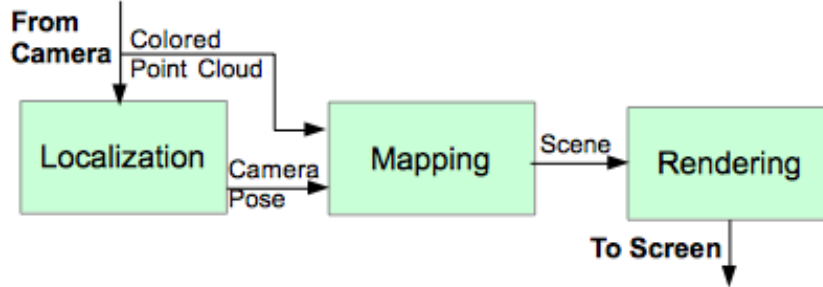 From
Camera
Colored
Point Cloud
Localization
Camera
Pose
Mapping
Scene
Rendering
To Screen